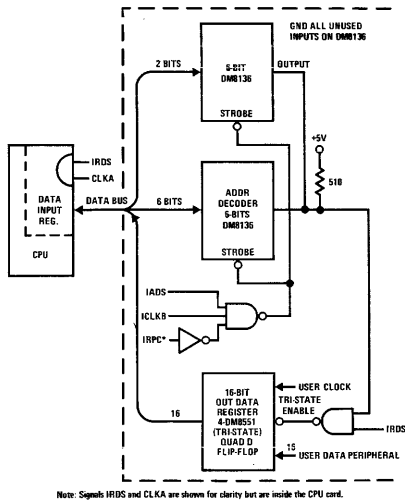 GND ALL UNUSED
INPUTS ON DM8136
2 BITS
6-BIT
DM8136
OUTPUT
STROBE
+5V
510
IRDS
CLKA
DATA
INPUT
REG.
CPU
DATA BUS
6 BITS
ADDR
DECODER
6-BITS
DM8136
STROBE
IADS
ICLKB
IRPC*
16
16-BIT
OUT DATA
REGISTER
4-DM8551
(TRI-STATE)
QUAD D
FLIP-FLOP
USER CLOCK
TRI-STATE
ENABLE
IRDS
15
USER DATA PERIPHERAL
Note: Signals IRDS and CLKA are shown for clarity but are inside the CPU card.